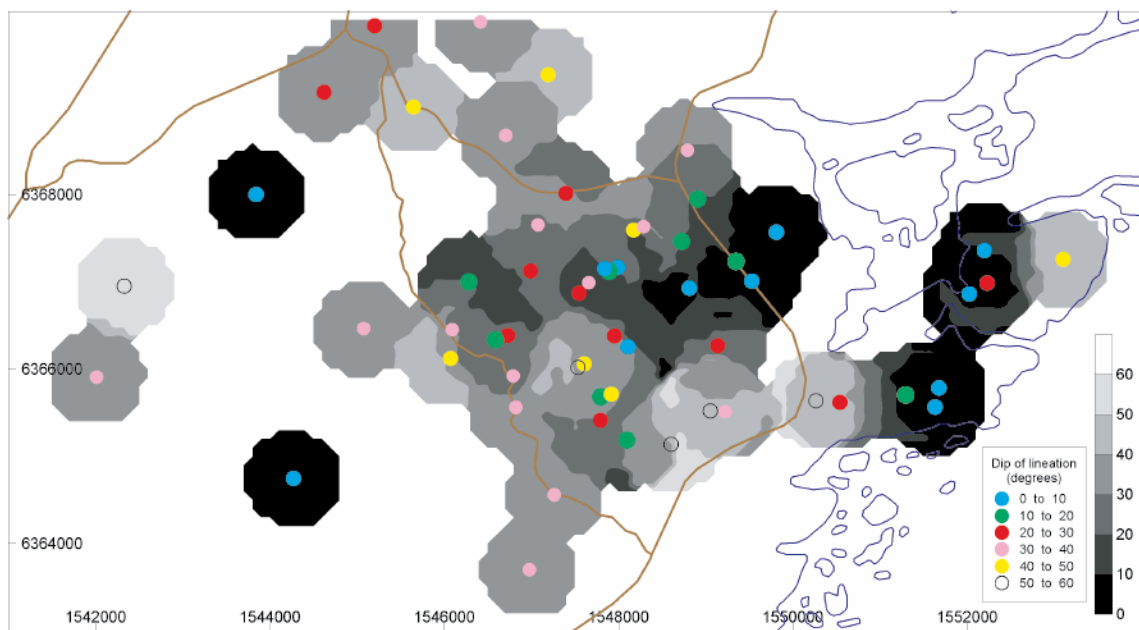 6368000
6366000
6364000
1542000
1544000
1546000
1548000
1550000
1552000
Dip of lineation
(degrees)
0 to 10
10 to 20
20 to 30
30 to 40
40 to 50
50 to 60
60
50
40
30
20
10
0